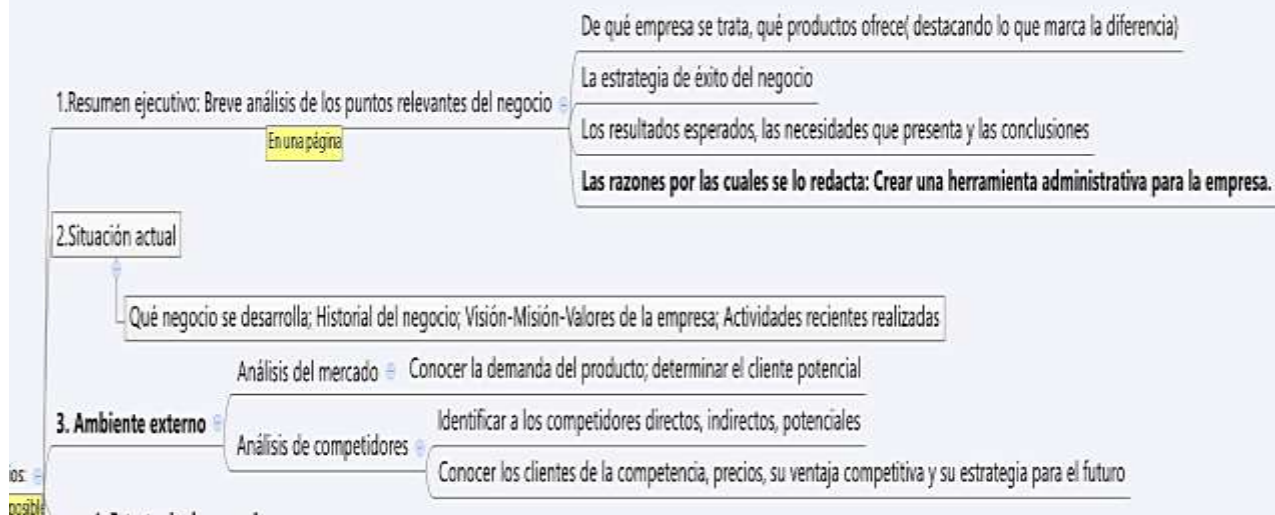 De qué empresa se trata, qué productos ofrece( destacando lo que marca la diferencia)
La estrategia de éxito del negocio
1.Resumen ejecutivo: Breve análisis de los puntos relevantes del negocio
En una página
Los resultados esperados, las necesidades que presenta y las conclusiones
Las razones por las cuales se lo redacta: Crear una herramienta administrativa para la empresa.
2.Situación actual
Qué negocio se desarrolla; Historial del negocio; Visión-Misión-Valores de la empresa; Actividades recientes realizadas
3. Ambiente externo
Análisis del mercado
Conocer la demanda del producto; determinar el cliente potencial
Análisis de competidores
Identificar a los competidores directos, indirectos, potenciales
Conocer los clientes de la competencia, precios, su ventaja competitiva y su estrategia para el futuro
ios:
posible